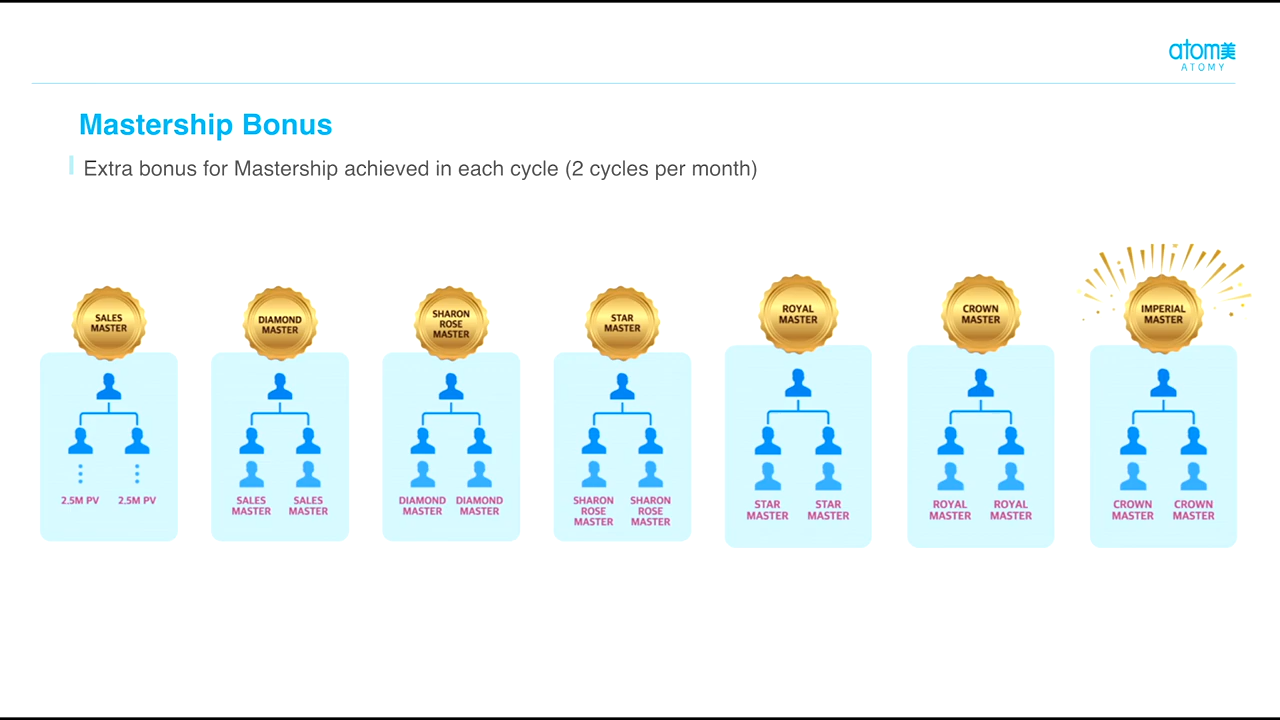 atom美
ATOMY
Mastership Bonus
Extra bonus for Mastership achieved in each cycle (2 cycles per month)
SALES
MASTER
DIAMOND
MASTER
SHARON
ROSE
MASTER
STAR
MASTER
ROYAL
MASTER
CROWN
MASTER
IMPERIAL
MASTER
2.5M PV
2.5M PV
SALES
MASTER
SALES
MASTER
DIAMOND
MASTER
DIAMOND
MASTER
SHARON
ROSE
MASTER
SHARON
ROSE
MASTER
STAR
MASTER
STAR
MASTER
ROYAL
MASTER
ROYAL
MASTER
CROWN
MASTER
CROWN
MASTER